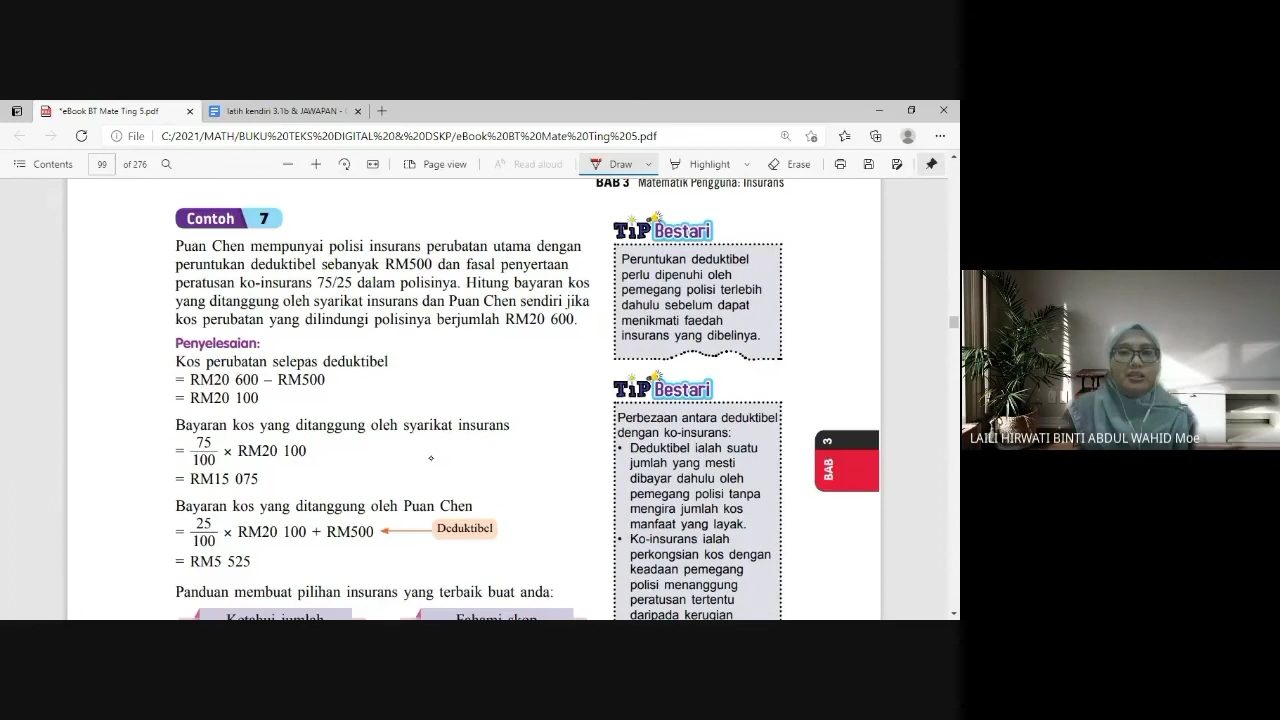 *eBook BT Mate Ting 5.pdf
latih kendiri 3.1b & JAWAPAN -
File
C:/2021/MATH/BUKU%20TEKS%20DIGITAL%20&%20DSKP/eBook%20BT%20Mate%20Ting%205.pdf
Contents
99 of 276
Page view
Read aloud
Draw
Highlight
Erase
BAB 3 Matematik Pengguna: Insurans
Contoh 7
Puan Chen mempunyai polisi insurans perubatan utama dengan
peruntukan deduktibel sebanyak RM500 dan fasal penyertaan
peratusan ko-insurans 75/25 dalam polisinya. Hitung bayaran kos
yang ditanggung oleh syarikat insurans dan Puan Chen sendiri jika
kos perubatan yang dilindungi polisinya berjumlah RM20 600.
Penyelesaian:
Kos perubatan selepas deduktibel
= RM20 600 – RM500
= RM20 100
Bayaran kos yang ditanggung oleh syarikat insurans
= 75/100 × RM20 100
= RM15 075
Bayaran kos yang ditanggung oleh Puan Chen
= 25/100 × RM20 100 + RM500
Deduktibel
= RM5 525
Panduan membuat pilihan insurans yang terbaik buat anda:
Ketahui jumlah
Fahami skop
TiP Bestari
Peruntukan deduktibel
perlu dipenuhi oleh
pemegang polisi terlebih
dahulu sebelum dapat
menikmati faedah
insurans yang dibelinya.
TiP Bestari
Perbezaan antara deduktibel
dengan ko-insurans:
• Deduktibel ialah suatu
jumlah yang mesti
dibayar dahulu oleh
pemegang polisi tanpa
mengira jumlah kos
manfaat yang layak.
• Ko-insurans ialah
perkongsian kos dengan
keadaan pemegang
polisi menanggung
peratusan tertentu
daripada kerugian
BAB 3
LAILI HIRWATI BINTI ABDUL WAHID Moe